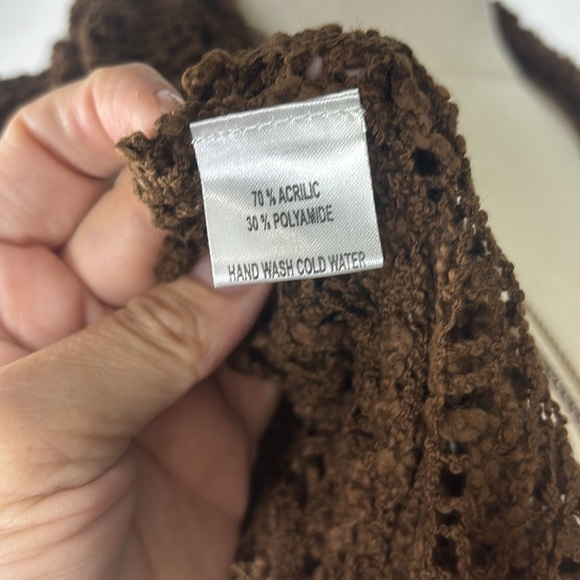 70 % ACRILIC
30 % POLYAMIDE
HAND WASH COLD WATER